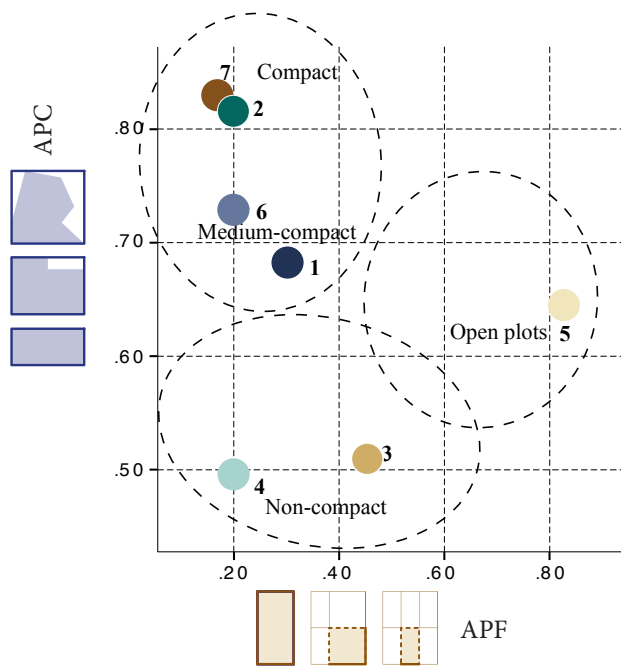 7
Compact
2
APC
.80
6
Medium-compact
.70
1
Open plots
5
.60
3
.50
4
Non-compact
.20
.40
.60
.80
APF